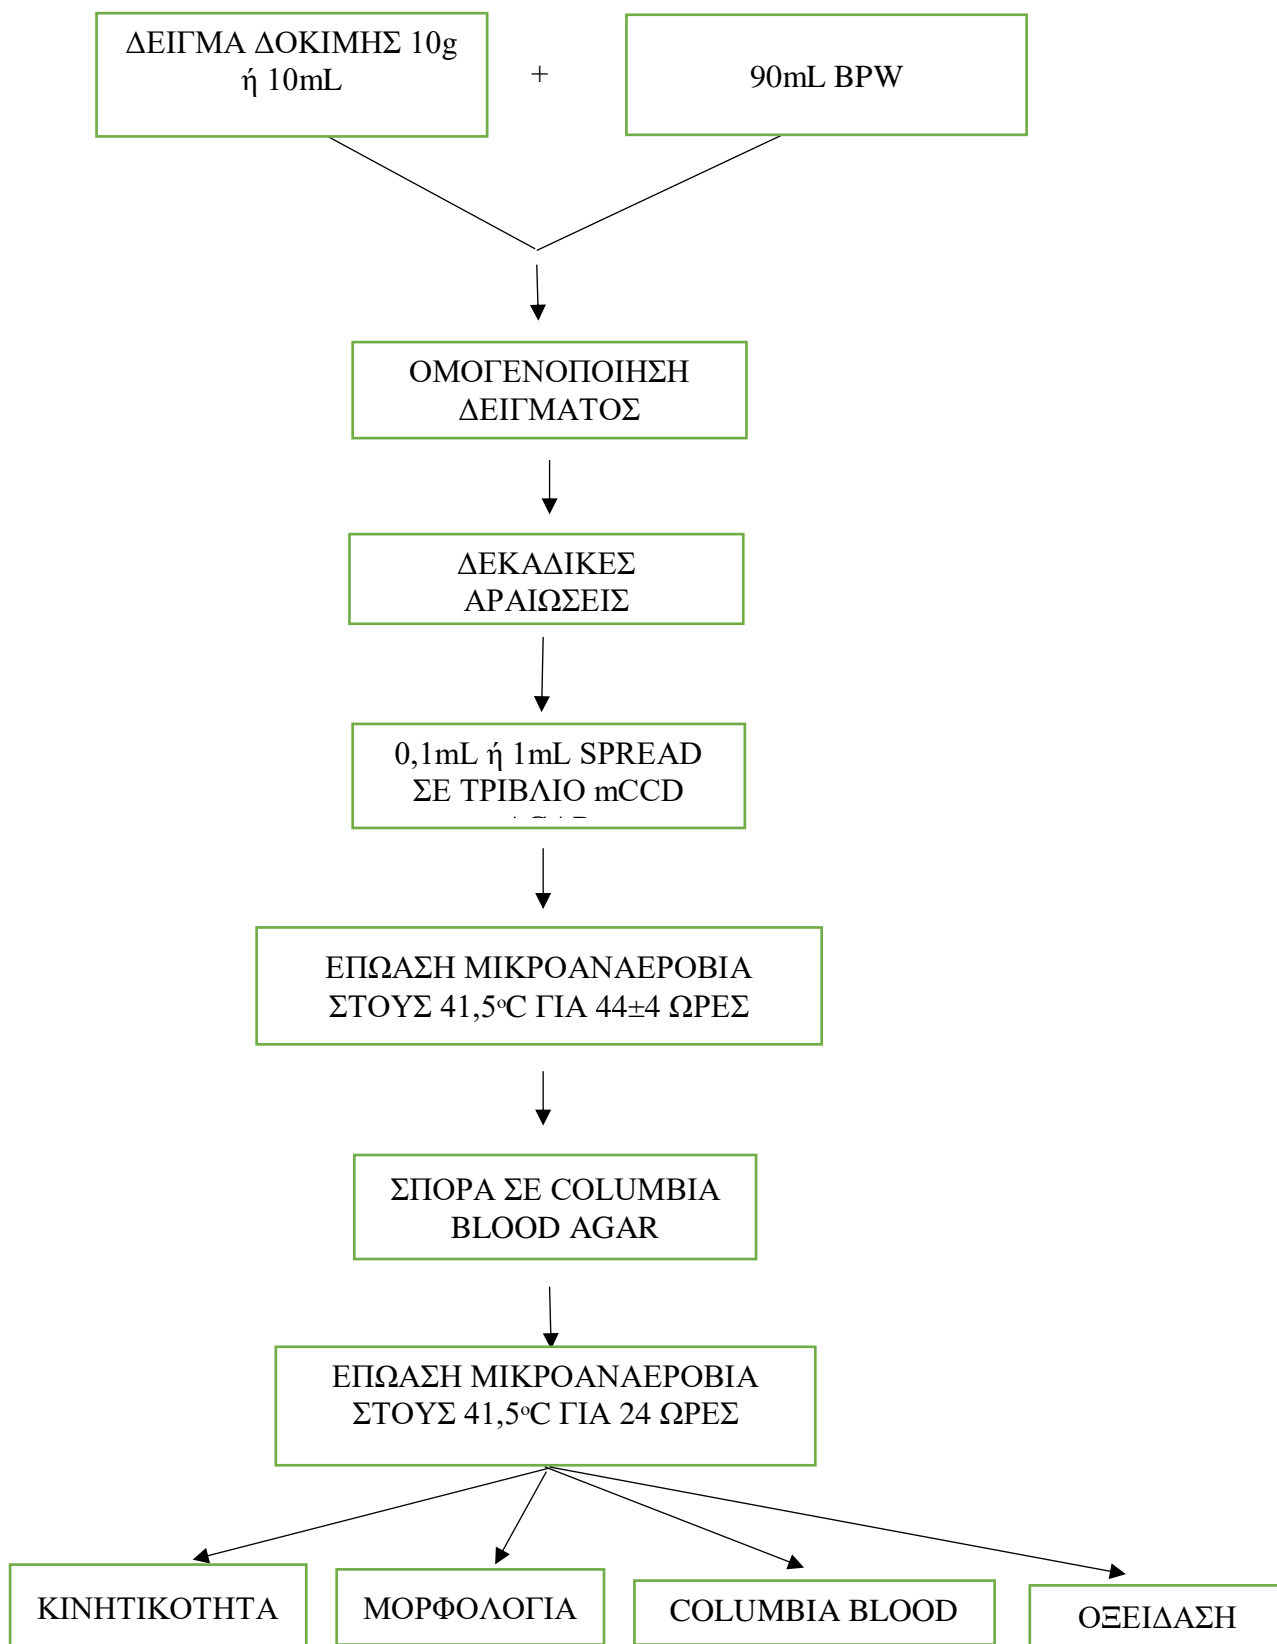 ΔΕΙΓΜΑ ΔΟΚΙΜΗΣ 10g
ή 10mL
+
90mL BPW
ΟΜΟΓΕΝΟΠΟΙΗΣΗ
ΔΕΙΓΜΑΤΟΣ
ΔΕΚΑΔΙΚΕΣ
ΑΡΑΙΩΣΕΙΣ
0,1mL ή 1mL SPREAD
ΣΕ ΤΡΙΒΛΙΟ mCCD
ΕΠΩΑΣΗ ΜΙΚΡΟΑΝΑΕΡΟΒΙΑ
ΣΤΟΥΣ 41,5ᵒC ΓΙΑ 44±4 ΩΡΕΣ
ΣΠΟΡΑ ΣΕ COLUMBIA
BLOOD AGAR
ΕΠΩΑΣΗ ΜΙΚΡΟΑΝΑΕΡΟΒΙΑ
ΣΤΟΥΣ 41,5ᵒC ΓΙΑ 24 ΩΡΕΣ
ΚΙΝΗΤΙΚΟΤΗΤΑ
ΜΟΡΦΟΛΟΓΙΑ
COLUMBIA BLOOD
ΟΞΕΙΔΑΣΗ